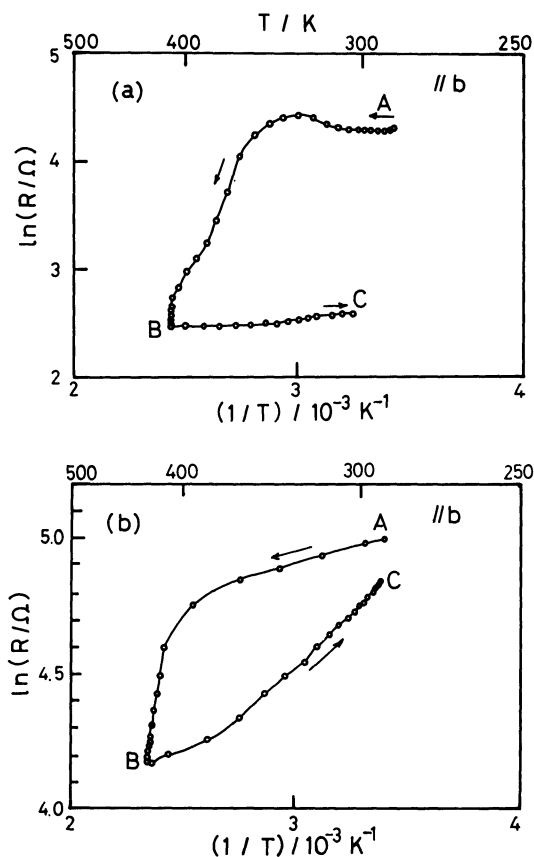 T / K
500 400 300 250
5
(a) //b
A
4
ln(R/Ω)
3
C
B
2
2 3 4
(1/T) / 10⁻³ K⁻¹
500 400 300 250
(b) //b
A
5.0
C
ln(R/Ω)
4.5
B
4.0
2 3 4
(1/T) / 10⁻³ K⁻¹